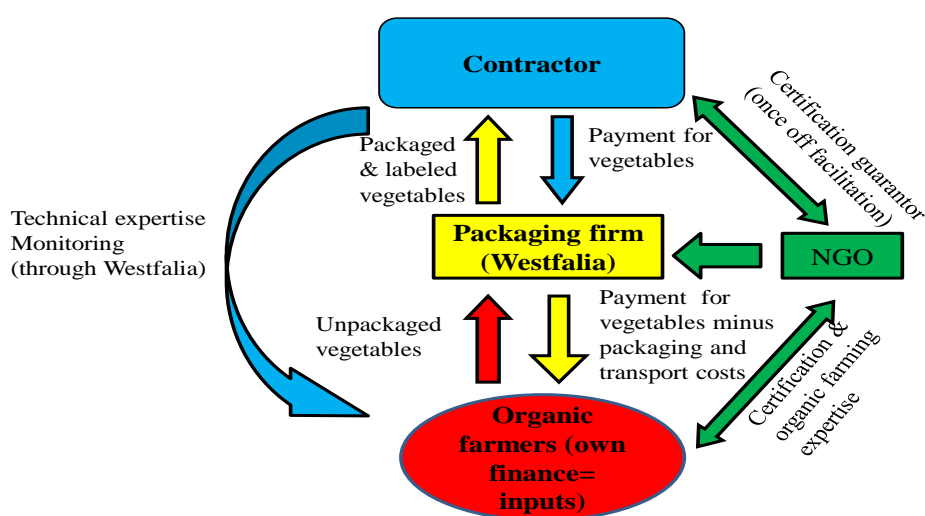 Contractor
Certification guarantor
(once off facilitation)
Packaged
& labeled
vegetables
Payment for
vegetables
Technical expertise
Monitoring
(through Westfalia)
Packaging firm
(Westfalia)
NGO
Unpackaged
vegetables
Payment for
vegetables minus
packaging and
transport costs
Certification &
organic farming
expertise
Organic
farmers (own
finance=
inputs)